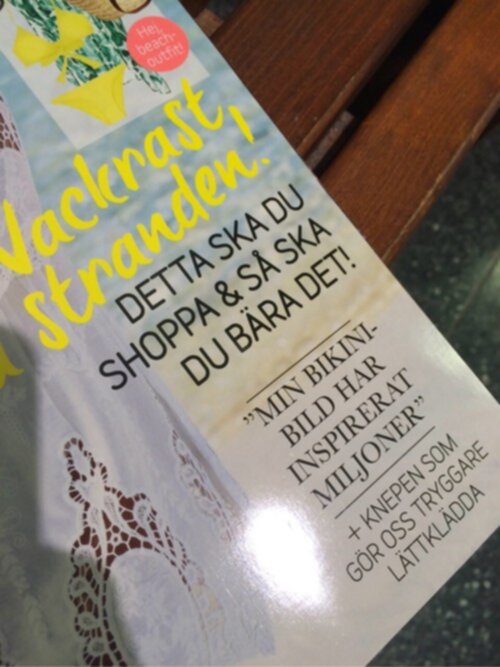 Hej,
beach-
outfit!
Vackrast
stranden!
DETTA SKA DU
SHOPPA & SÅ SKA
DU BÄRA DET!
”MIN BIKINI-
BILD HAR
INSPIRERAT
MILJONER”
+ KNEPEN SOM
GÖR OSS TRYGGARE
LÄTTKLÄDDA